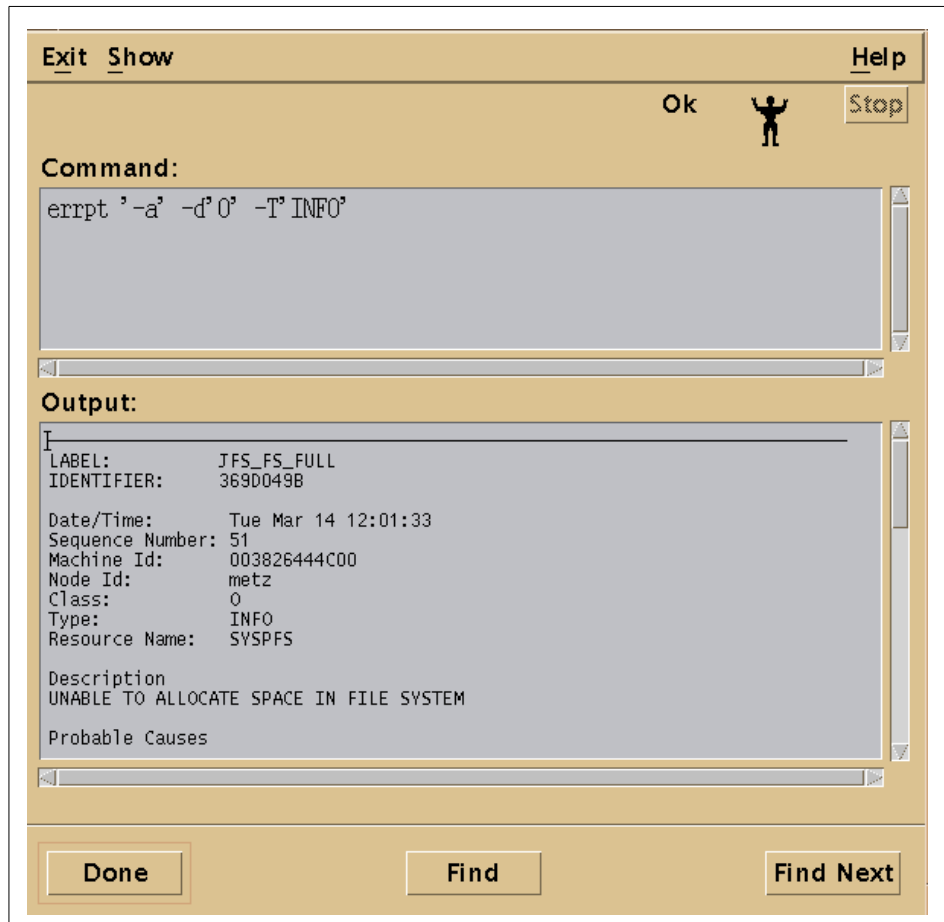 Exit Show Help
Ok Stop
Command:
errpt '-a' -d'O' -T'INFO'
Output:
LABEL: JFS_FS_FULL
IDENTIFIER: 369D049B
Date/Time: Tue Mar 14 12:01:33
Sequence Number: 51
Machine Id: 003826444C00
Node Id: metz
Class: O
Type: INFO
Resource Name: SYSPFS
Description
UNABLE TO ALLOCATE SPACE IN FILE SYSTEM
Probable Causes
Done Find Find Next